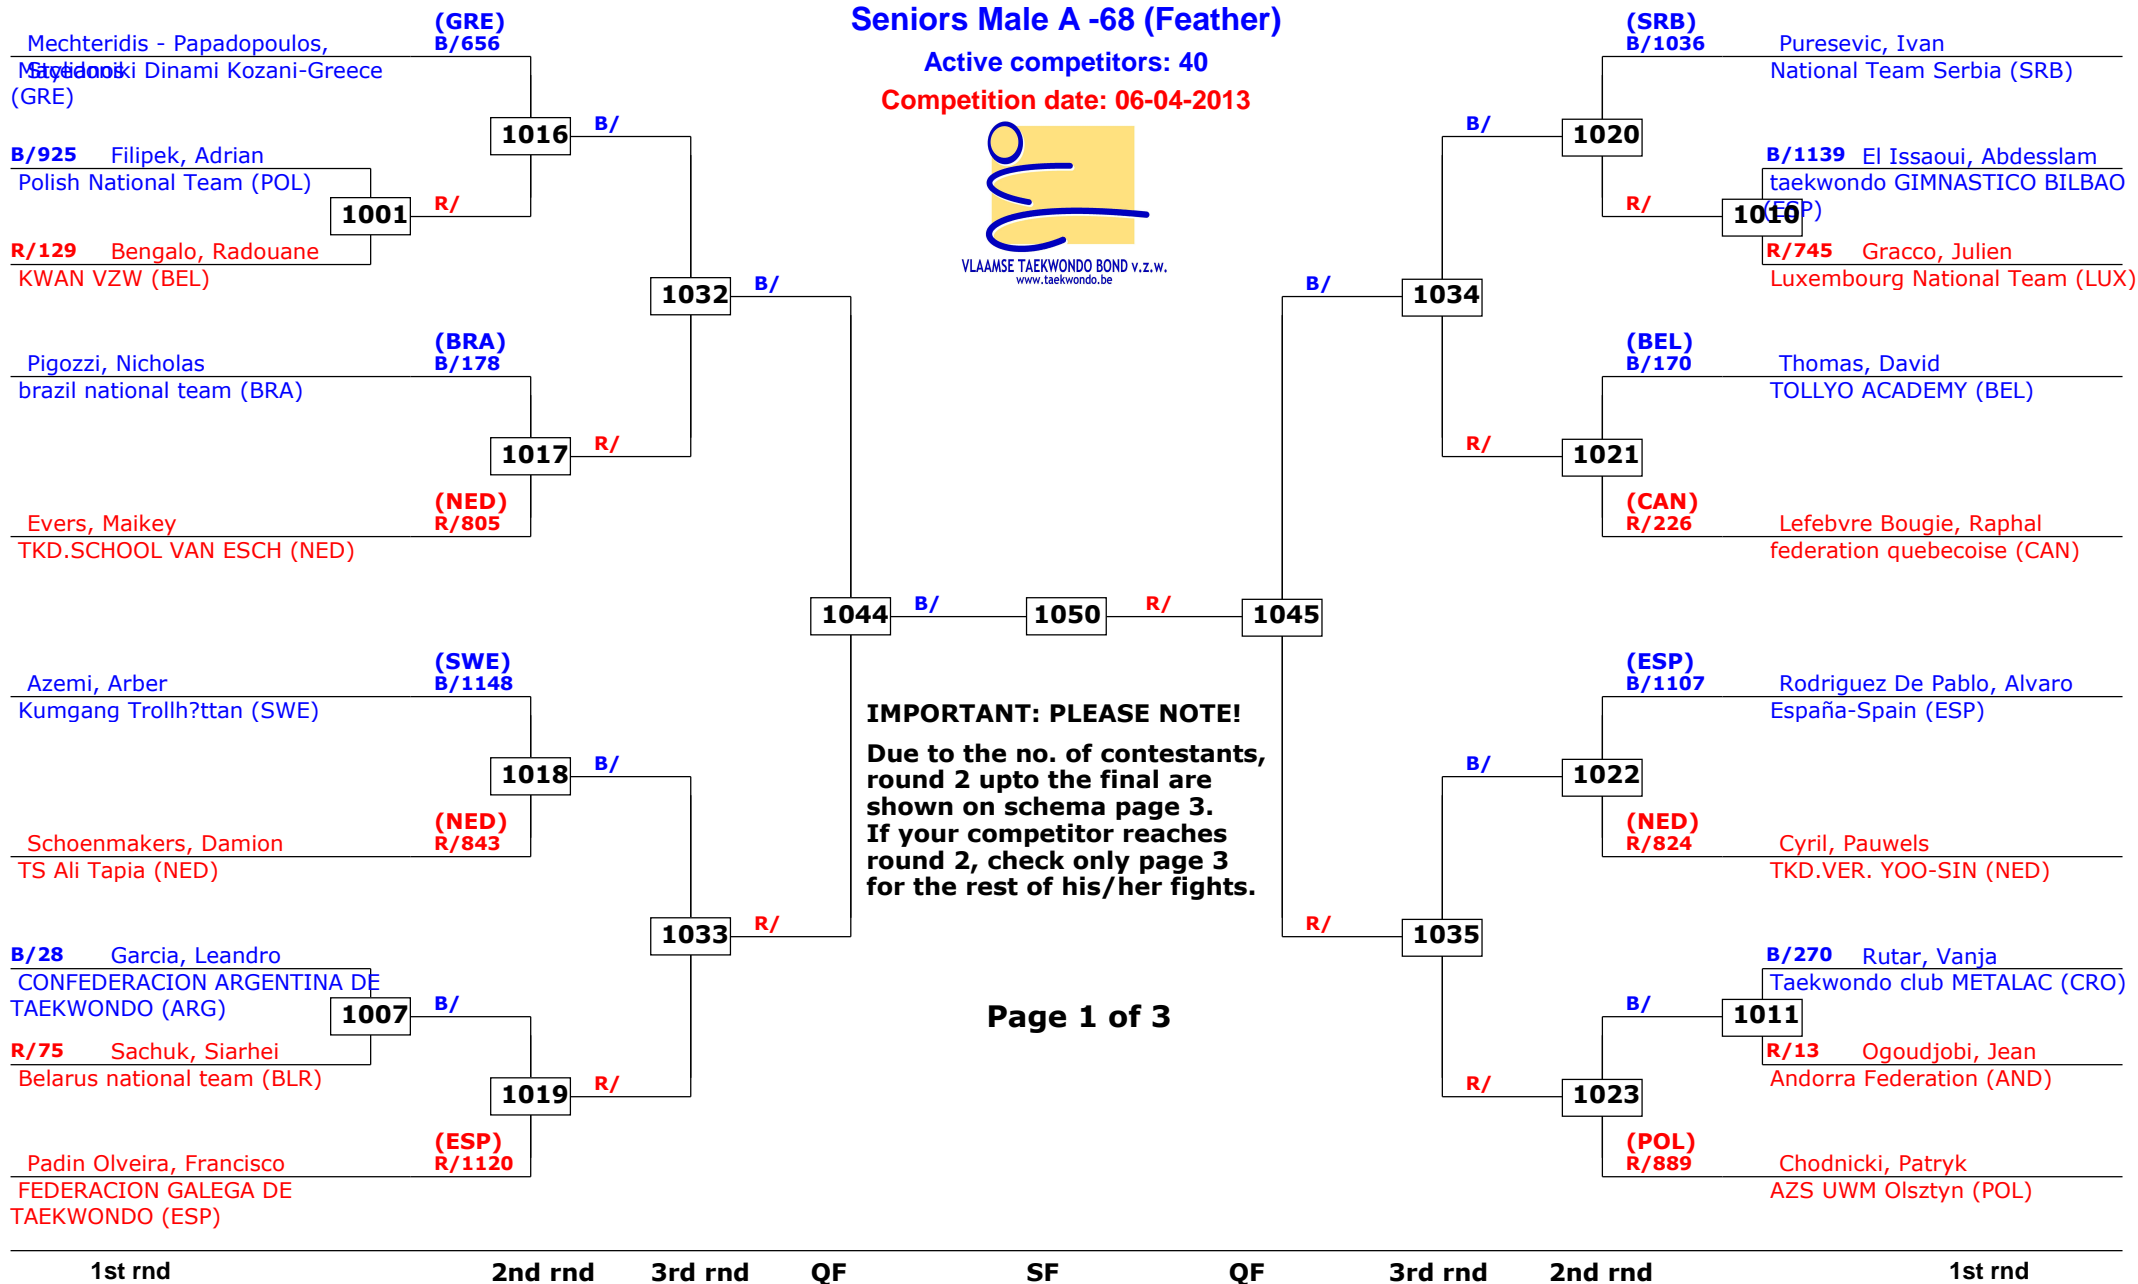 Seniors Male A -68 (Feather)
Active competitors: 40
Competition date: 06-04-2013
VLAAMSE TAEKWONDO BOND v.z.w.
www.taekwondo.be
(GRE)
Mechteridis - Papadopoulos, B/656
Stylianos
Macedoniki Dinami Kozani-Greece
(GRE)
1016 B/
B/925 Filipek, Adrian
Polish National Team (POL)
1001 R/
R/129 Bengalo, Radouane
KWAN VZW (BEL)
1032 B/
(BRA)
Pigozzi, Nicholas B/178
brazil national team (BRA)
1017 R/
(NED)
Evers, Maikey R/805
TKD.SCHOOL VAN ESCH (NED)
1044 B/ 1050 R/ 1045
(SWE)
Azemi, Arber B/1148
Kumgang Trollh?ttan (SWE)
1018 B/
(NED)
Schoenmakers, Damion R/843
TS Ali Tapia (NED)
1033 R/
B/28 Garcia, Leandro
CONFEDERACION ARGENTINA DE
TAEKWONDO (ARG)
1007 B/
R/75 Sachuk, Siarhei
Belarus national team (BLR)
1019 R/
(ESP)
Padin Olveira, Francisco R/1120
FEDERACION GALEGA DE
TAEKWONDO (ESP)
IMPORTANT: PLEASE NOTE!
Due to the no. of contestants,
round 2 upto the final are
shown on schema page 3.
If your competitor reaches
round 2, check only page 3
for the rest of his/her fights.
Page 1 of 3
(SRB)
B/1036 Puresevic, Ivan
National Team Serbia (SRB)
B/ 1020
B/1139 El Issaoui, Abdesslam
taekwondo GIMNASTICO BILBAO
(ESP)
R/ 1010
R/745 Gracco, Julien
Luxembourg National Team (LUX)
B/ 1034
(BEL)
B/170 Thomas, David
TOLLYO ACADEMY (BEL)
R/ 1021
(CAN)
R/226 Lefebvre Bougie, Raphal
federation quebecoise (CAN)
(ESP)
B/1107 Rodriguez De Pablo, Alvaro
España-Spain (ESP)
B/ 1022
(NED)
R/824 Cyril, Pauwels
TKD.VER. YOO-SIN (NED)
R/ 1035
B/270 Rutar, Vanja
Taekwondo club METALAC (CRO)
B/ 1011
R/13 Ogoudjobi, Jean
Andorra Federation (AND)
R/ 1023
(POL)
R/889 Chodnicki, Patryk
AZS UWM Olsztyn (POL)
1st rnd 2nd rnd 3rd rnd QF SF QF 3rd rnd 2nd rnd 1st rnd